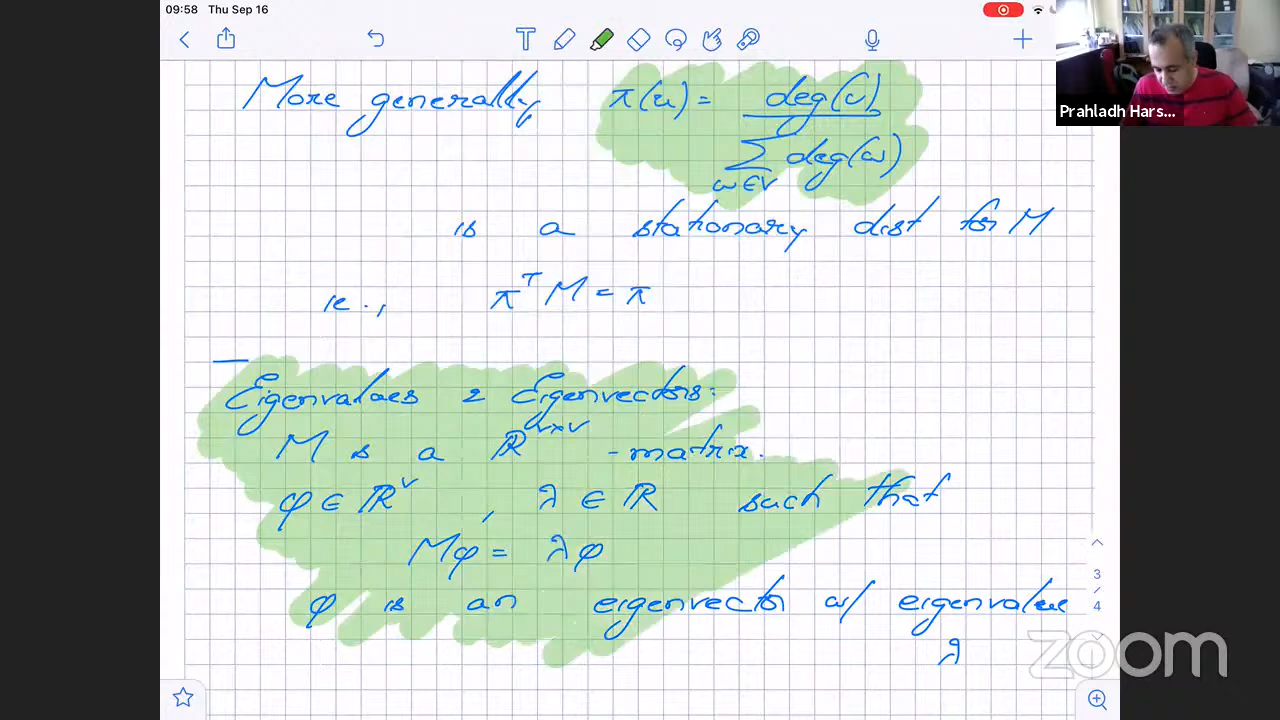 09:58 Thu Sep 16
Prahladh Hars...
More generally π(u) = deg(u)
∑ deg(w)
w∈V
is a stationary dist for M
ie., π^T M = π
Eigenvalues & Eigenvectors:
M is a ℝ^{V×V} - matrix.
φ ∈ ℝ^V, λ ∈ ℝ such that
Mφ = λφ
φ is an eigenvector w/ eigenvalue
λ
3
/
4
zoom